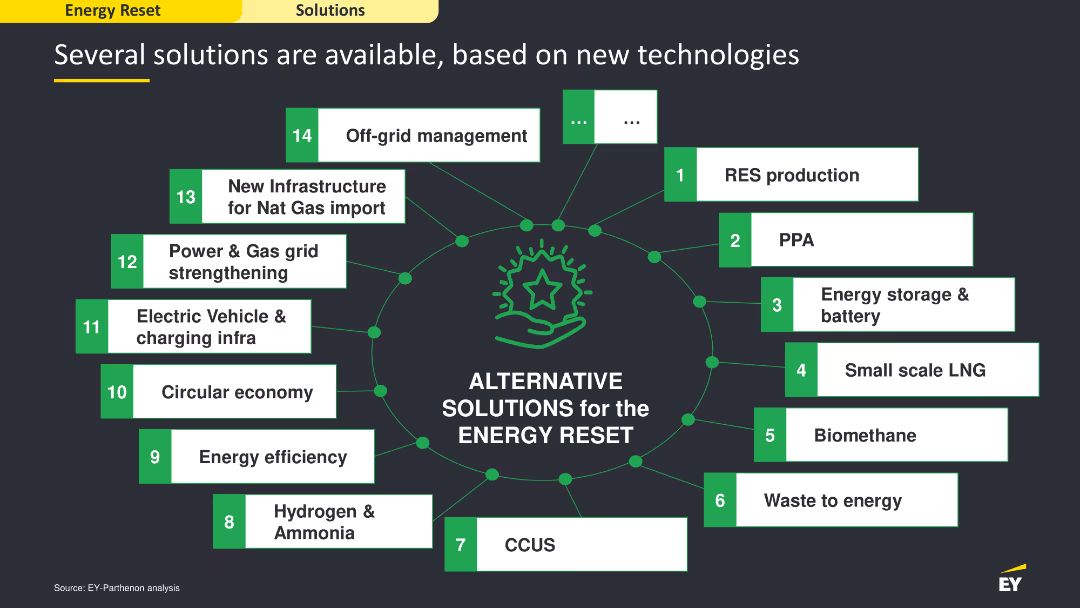 Energy Reset
Solutions
Several solutions are available, based on new technologies
... ...
1 RES production
2 PPA
3 Energy storage &
battery
4 Small scale LNG
5 Biomethane
6 Waste to energy
7 CCUS
8 Hydrogen &
Ammonia
9 Energy efficiency
10 Circular economy
11 Electric Vehicle &
charging infra
12 Power & Gas grid
strengthening
13 New Infrastructure
for Nat Gas import
14 Off-grid management
ALTERNATIVE
SOLUTIONS for the
ENERGY RESET
Source: EY-Parthenon analysis
EY